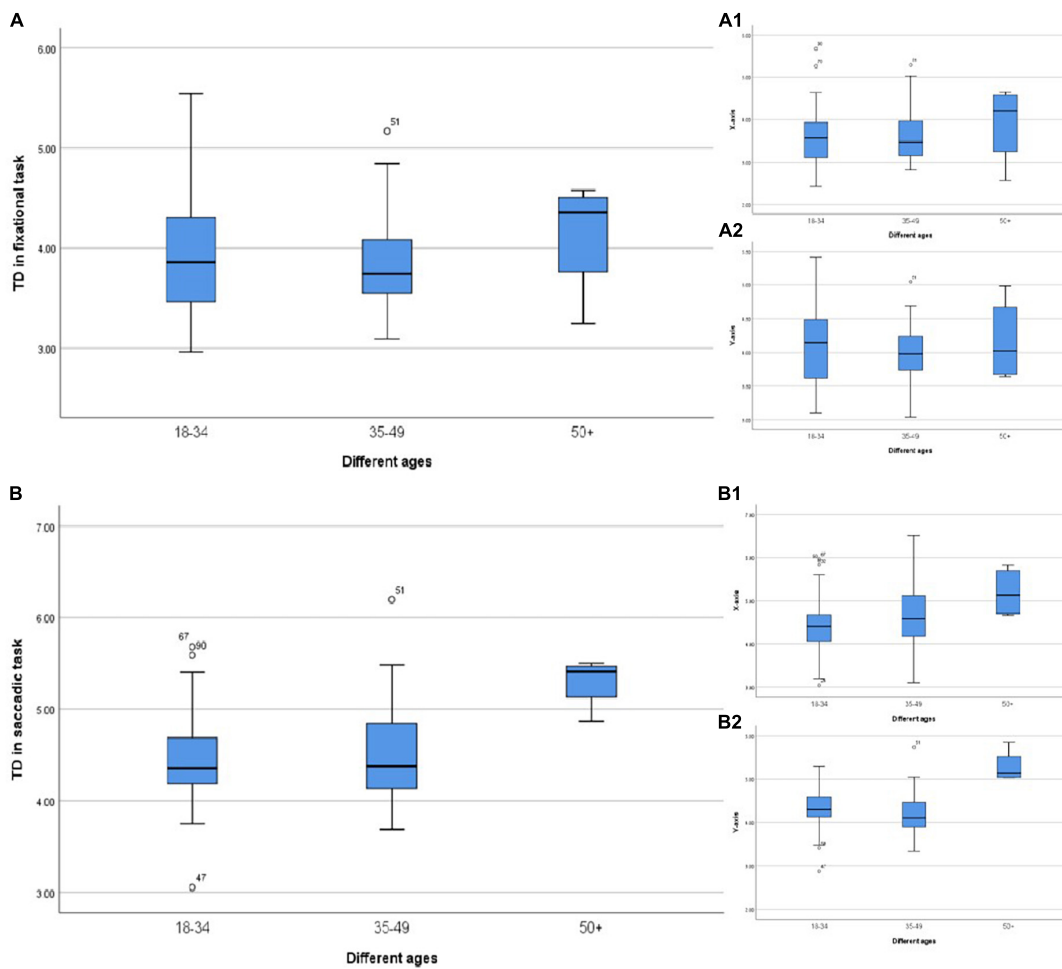 A
6.00
5.00
4.00
3.00
TD in fixational task
51
18-34
35-49
50+
Different ages
A1
X-axis
18-34
35-49
50+
Different ages
A2
Y-axis
18-34
35-49
50+
Different ages
B
7.00
6.00
5.00
4.00
3.00
TD in saccadic task
67
90
47
51
18-34
35-49
50+
Different ages
B1
7.00
X-axis
18-34
35-49
50+
Different ages
B2
Y-axis
18-34
35-49
50+
Different ages